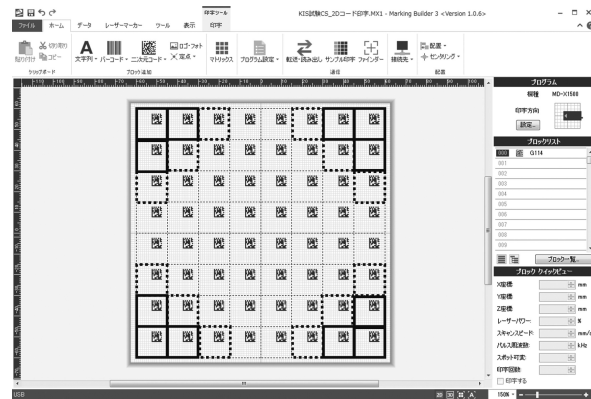 印字ツール
KIS試験CS_2Dコード印字.MX1 - Marking Builder 3 <Version 1.0.6>
ファイル ホーム データ レーザーマーカー ツール 表示 印字
貼り付け
切り取り
コピー
クリップボード
文字列 バーコード 二次元コード
ロゴ・フォト
定点
ブロック追加
マトリックス
プログラム設定
転送・読み出し サンプル印字 ファインダー
通信
接続先
配置
センタリング
配置
プログラム
機種 MD-X1500
印字方向
設定...
ブロックリスト
000 G114
001
002
003
004
005
006
007
008
009
ブロック一覧...
ブロック クイックビュー
X座標: mm
Y座標: mm
Z座標: mm
レーザーパワー: %
スキャンスピード: mm/s
パルス周波数: kHz
スポット可変:
印字回数:
印字する
USB
2D 3D
150%